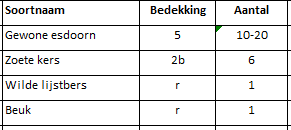 Soortnaam Bedekking Aantal
Gewone esdoorn 5 10-20
Zoete kers 2b 6
Wilde lijstbers r 1
Beuk r 1